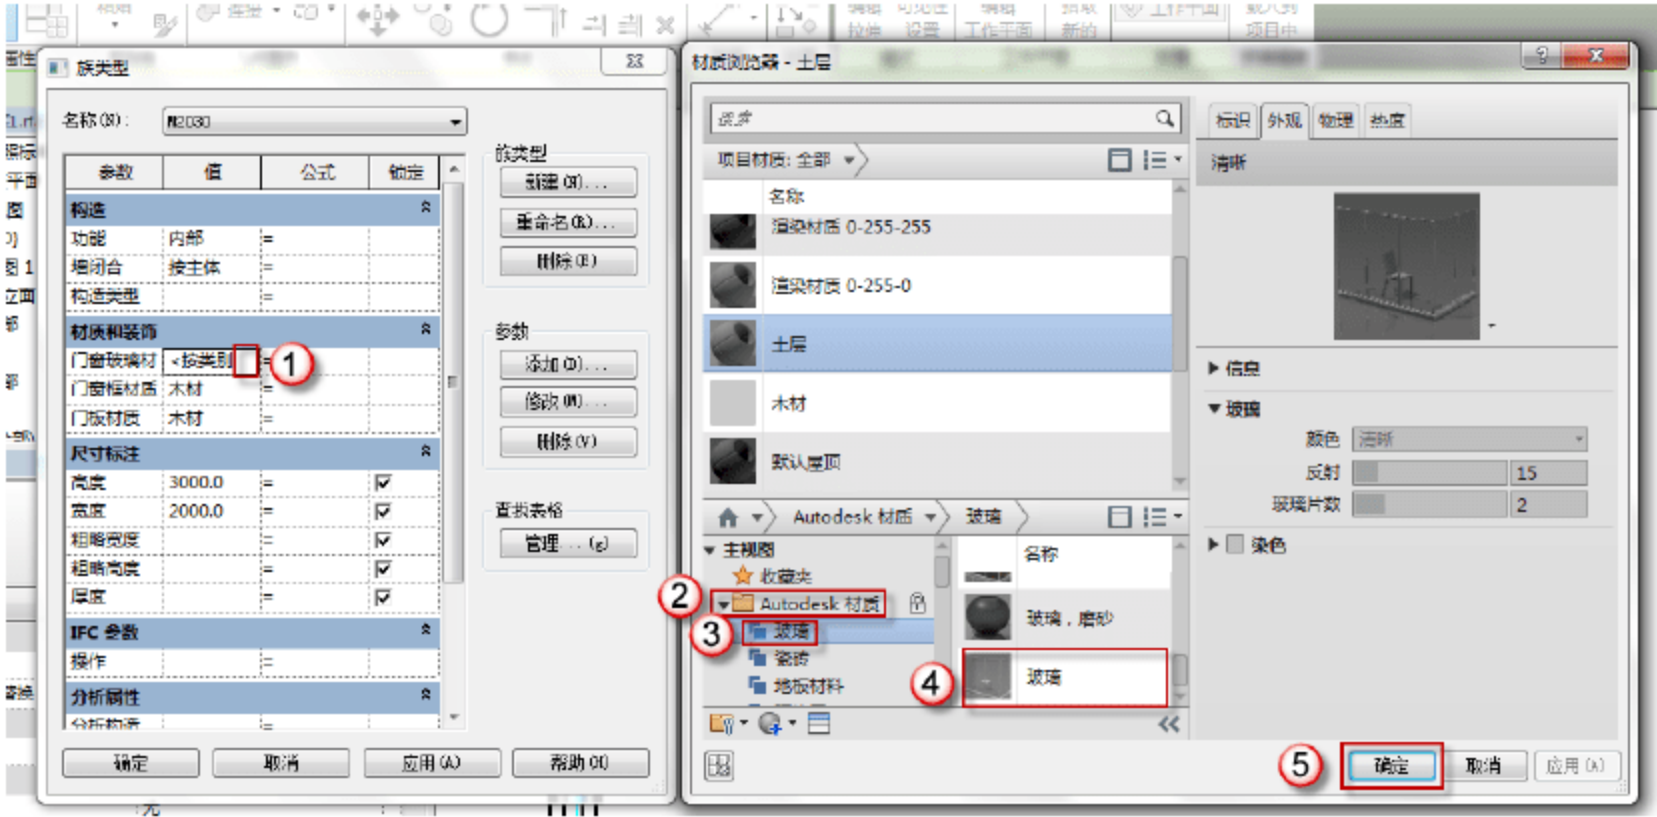 族类型
名称(N):
M2030
参数 值 公式 锁定
构造
功能 内部 =
墙闭合 按主体 =
构造类型 =
材质和装饰
门窗玻璃材 <按类别 =
①
门窗框材质 木材 =
门板材质 木材 =
尺寸标注
高度 3000.0 =
宽度 2000.0 =
粗略宽度 =
粗略高度 =
厚度 =
IFC 参数
操作 =
分析属性
分析构造 =
族类型
新建(N)...
重命名(R)...
删除(E)
参数
添加(D)...
修改(M)...
删除(V)
查找表格
管理...(G)
确定 取消 应用(A) 帮助(H)
材质浏览器 - 土层
搜索
项目材质: 全部
名称
渲染材质 0-255-255
渲染材质 0-255-0
土层
木材
默认屋顶
Autodesk 材质 玻璃
主视图
收藏夹
② Autodesk 材质
③ 玻璃
瓷砖
地板材料
名称
玻璃，磨砂
④ 玻璃
标识 外观 物理 热度
清晰
信息
玻璃
颜色 清晰
反射 15
玻璃片数 2
染色
⑤ 确定 取消 应用(A)